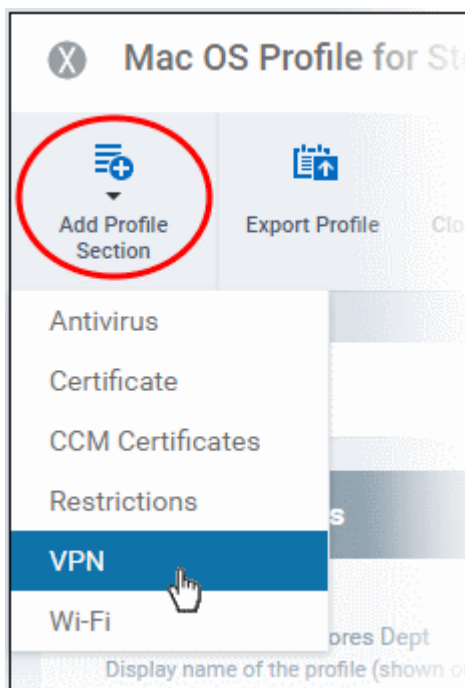 Mac OS Profile for St
Add Profile
Section
Export Profile
Clo
Antivirus
Certificate
CCM Certificates
Restrictions
s
VPN
Wi-Fi
ores Dept
Display name of the profile (shown o